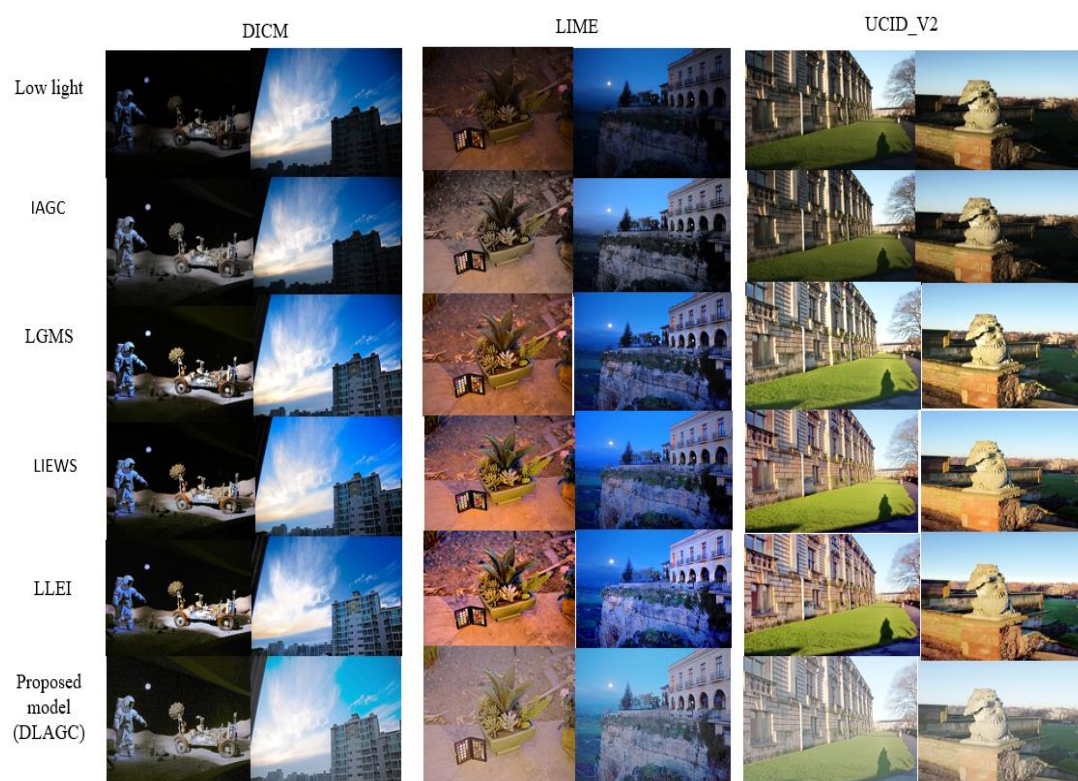 DICM
LIME
UCID_V2
Low light
IAGC
LGMS
LIEWS
LLEI
Proposed
model
(DLAGC)